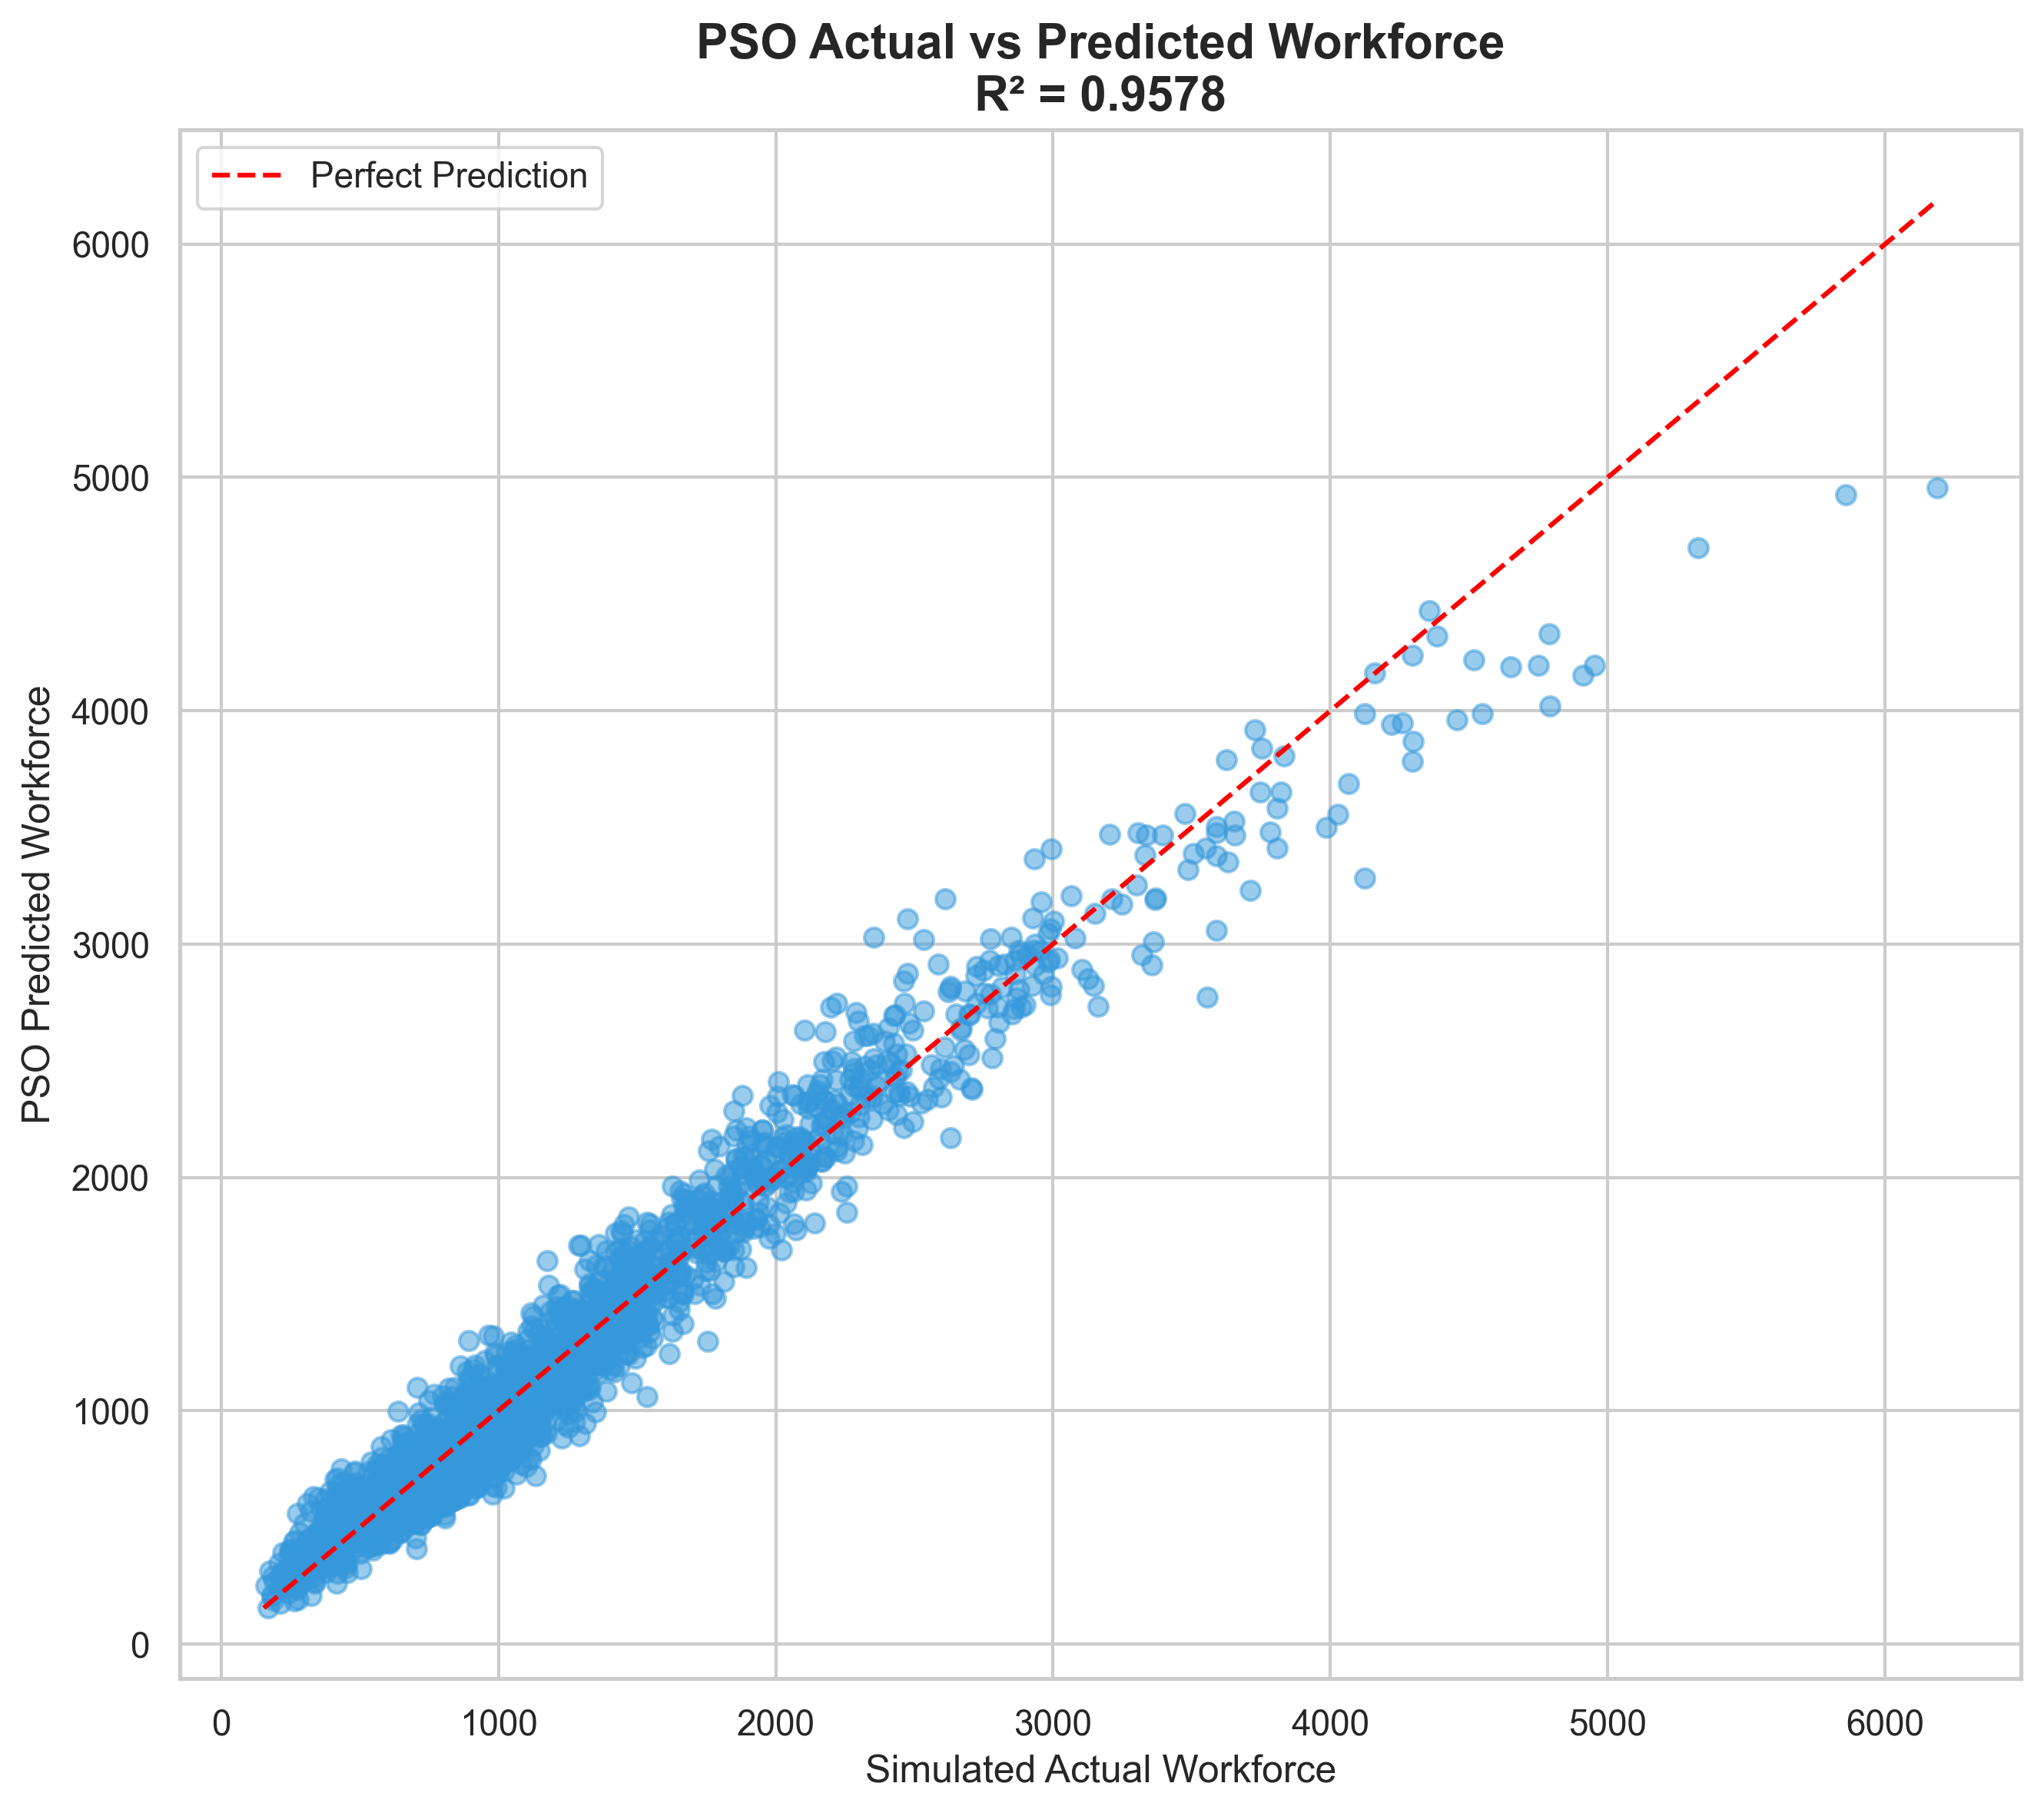 PSO Actual vs Predicted Workforce
R² = 0.9578
Perfect Prediction
6000
5000
4000
3000
2000
1000
0
PSO Predicted Workforce
0 1000 2000 3000 4000 5000 6000
Simulated Actual Workforce